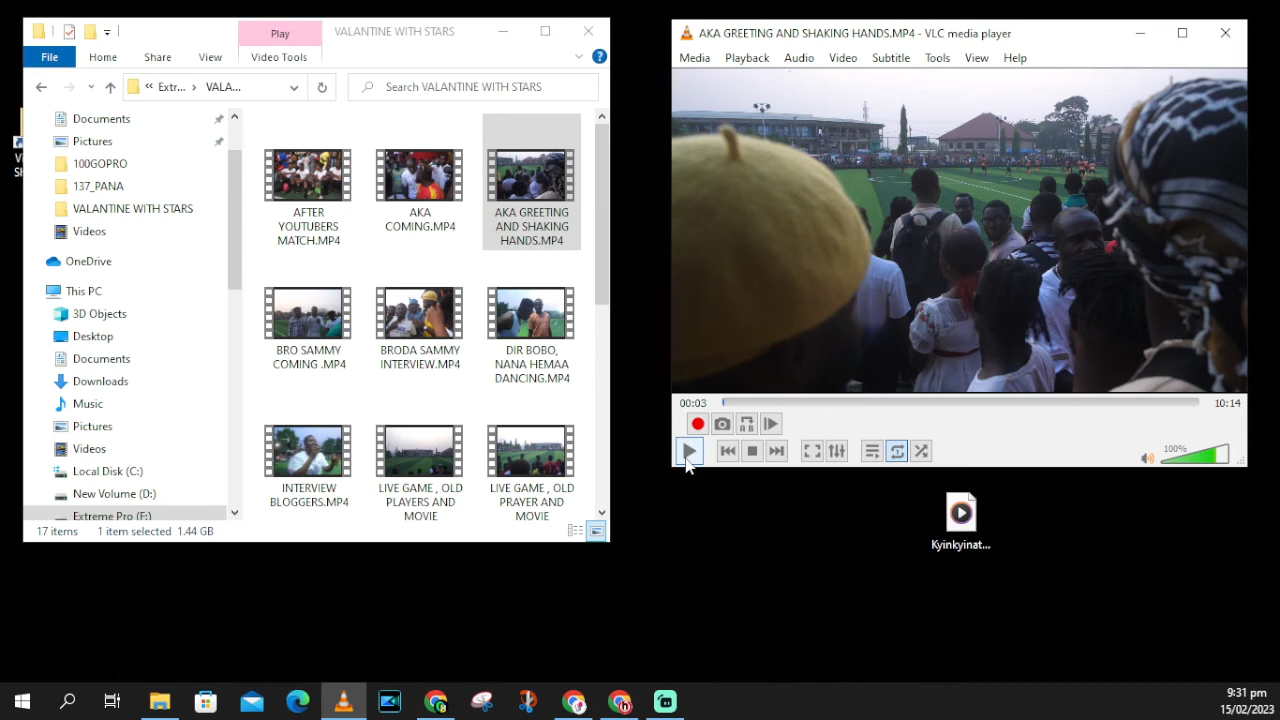 Play
VALANTINE WITH STARS
File
Home
Share
View
Video Tools
« Extr... › VALA...
Search VALANTINE WITH STARS
Documents
Pictures
100GOPRO
137_PANA
VALANTINE WITH STARS
Videos
OneDrive
This PC
3D Objects
Desktop
Documents
Downloads
Music
Pictures
Videos
Local Disk (C:)
New Volume (D:)
Extreme Pro (F:)
AFTER
YOUTUBERS
MATCH.MP4
AKA
COMING.MP4
AKA GREETING
AND SHAKING
HANDS.MP4
BRO SAMMY
COMING .MP4
BRODA SAMMY
INTERVIEW.MP4
DIR BOBO,
NANA HEMAA
DANCING.MP4
INTERVIEW
BLOGGERS.MP4
LIVE GAME , OLD
PLAYERS AND
MOVIE
LIVE GAME , OLD
PRAYER AND
MOVIE
17 items
1 item selected 1.44 GB
AKA GREETING AND SHAKING HANDS.MP4 - VLC media player
Media
Playback
Audio
Video
Subtitle
Tools
View
Help
00:03
10:14
A B
100%
Kyinkyinat...
9:31 pm
15/02/2023